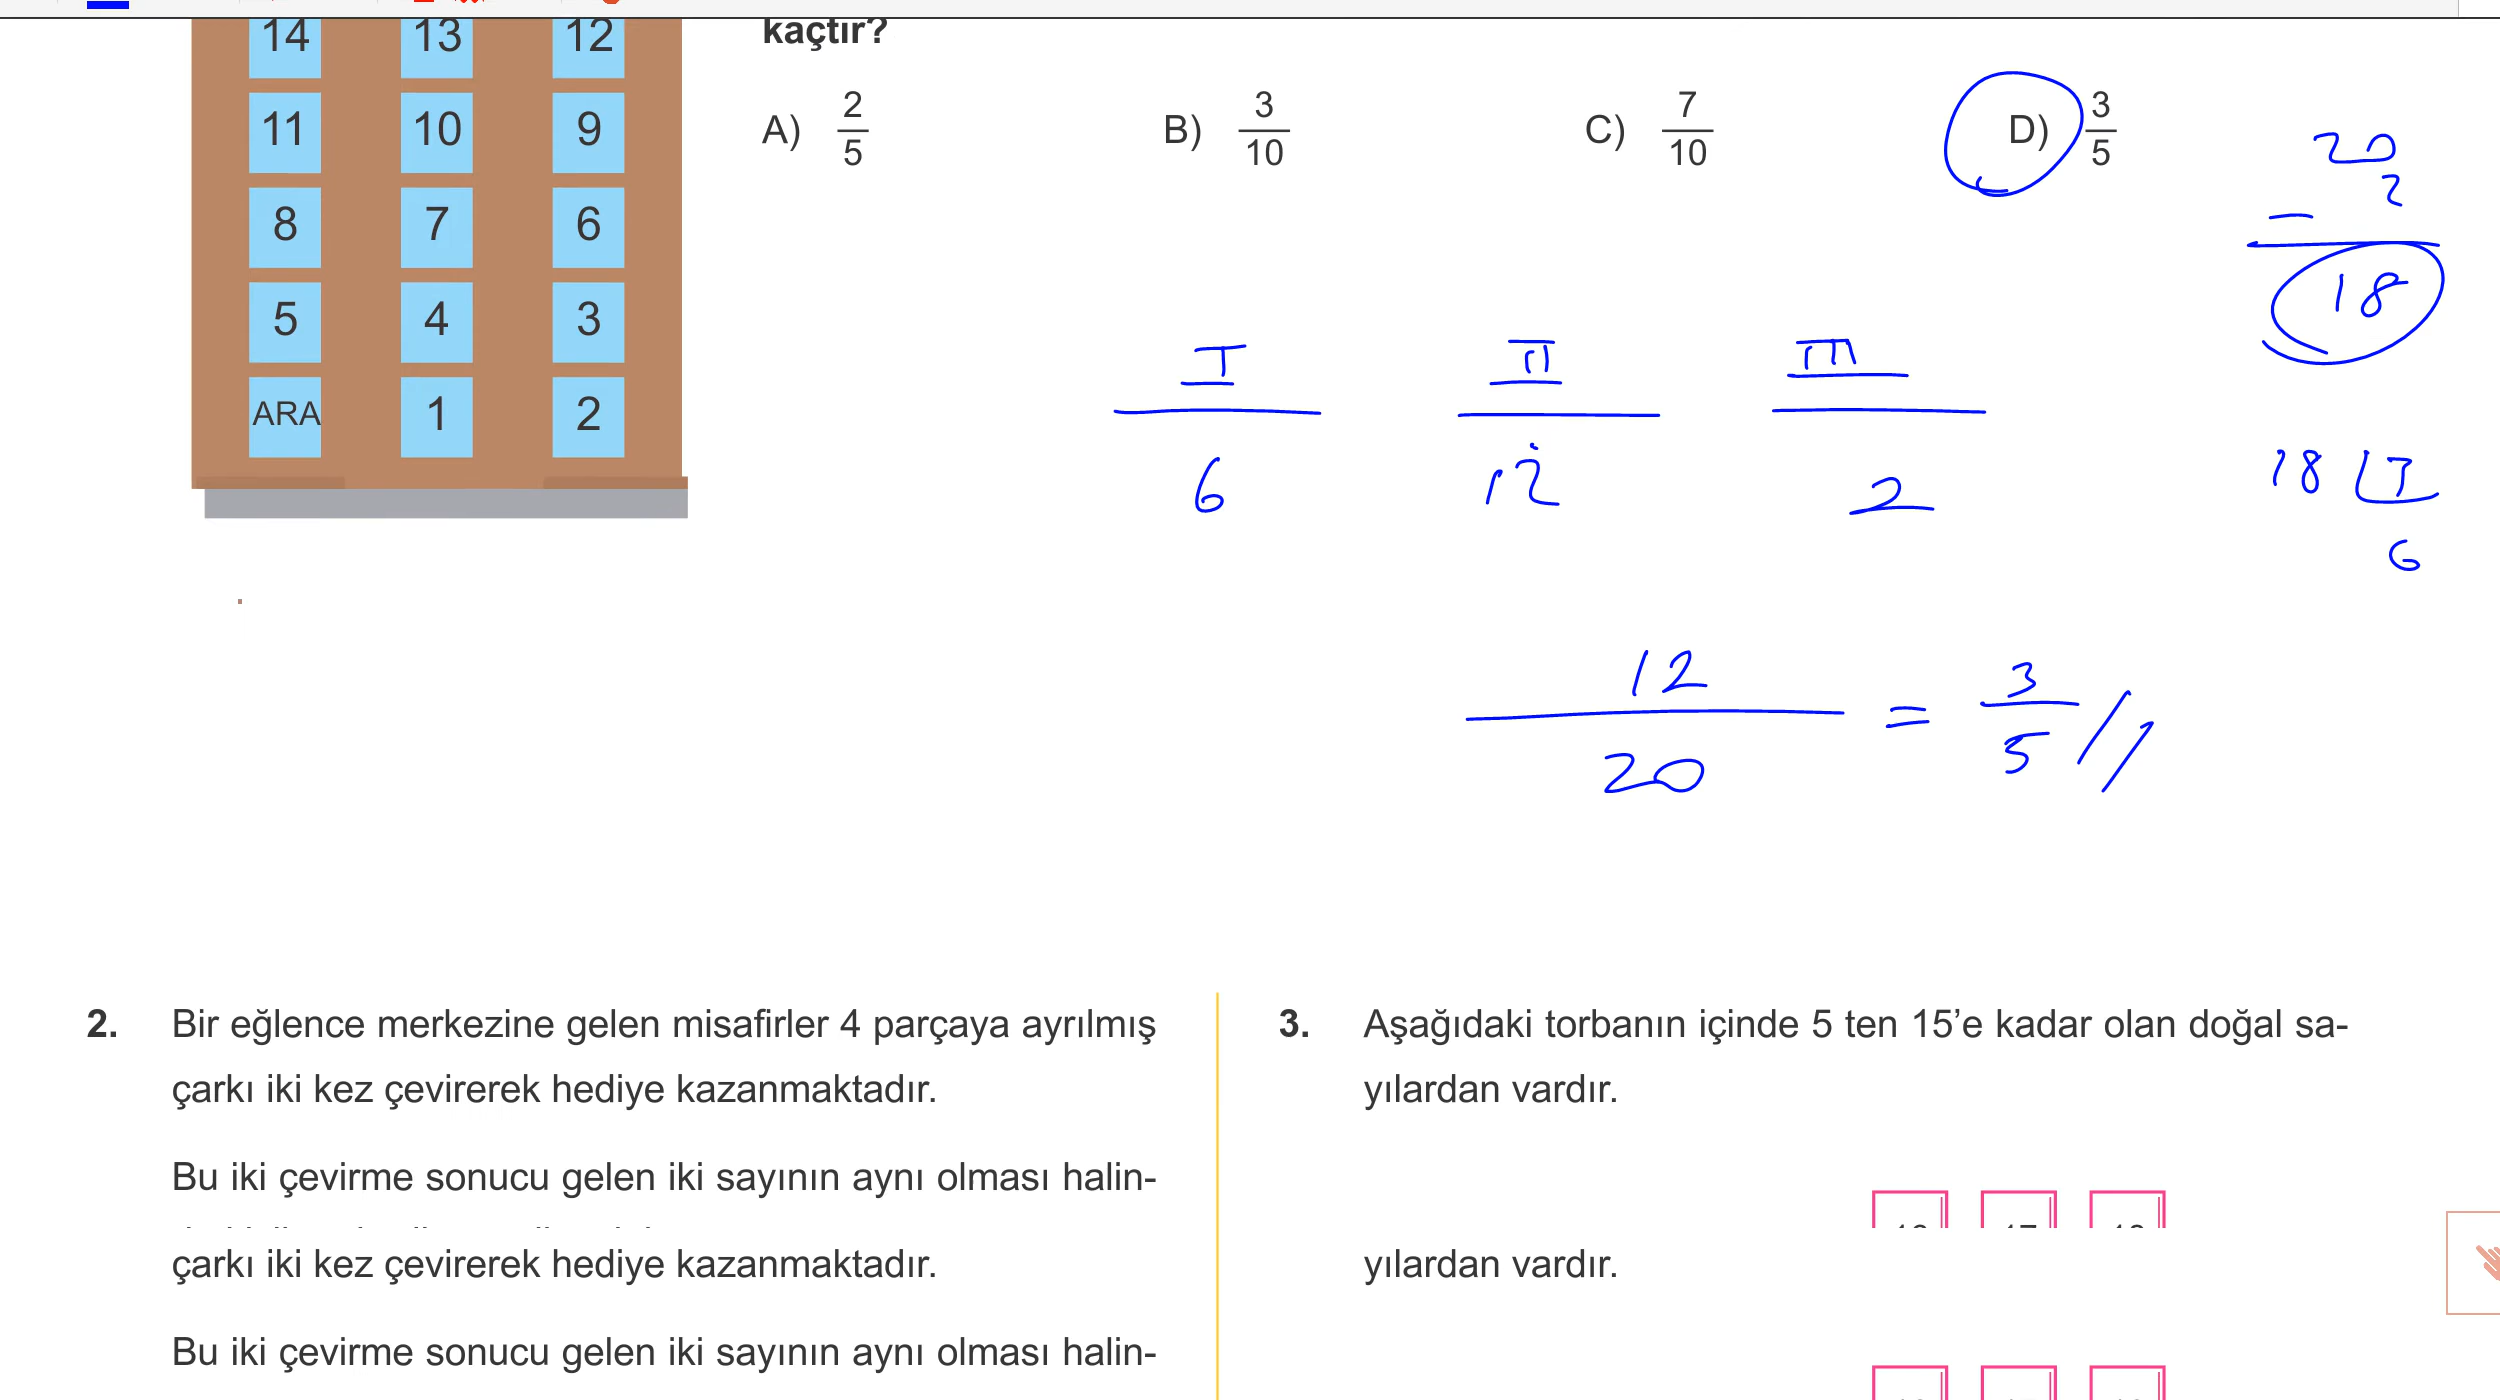 kaçtır?
14 13 12
11 10 9
8 7 6
5 4 3
ARA 1 2
A) 2/5 B) 3/10 C) 7/10 D) 3/5
20
2
—
18
I II III
6 12 2
18 I
6
12/20 = 3/5 //
2. Bir eğlence merkezine gelen misafirler 4 parçaya ayrılmış
çarkı iki kez çevirerek hediye kazanmaktadır.
Bu iki çevirme sonucu gelen iki sayının aynı olması halin-
çarkı iki kez çevirerek hediye kazanmaktadır.
Bu iki çevirme sonucu gelen iki sayının aynı olması halin-
3. Aşağıdaki torbanın içinde 5 ten 15’e kadar olan doğal sa-
yılardan vardır.
yılardan vardır.